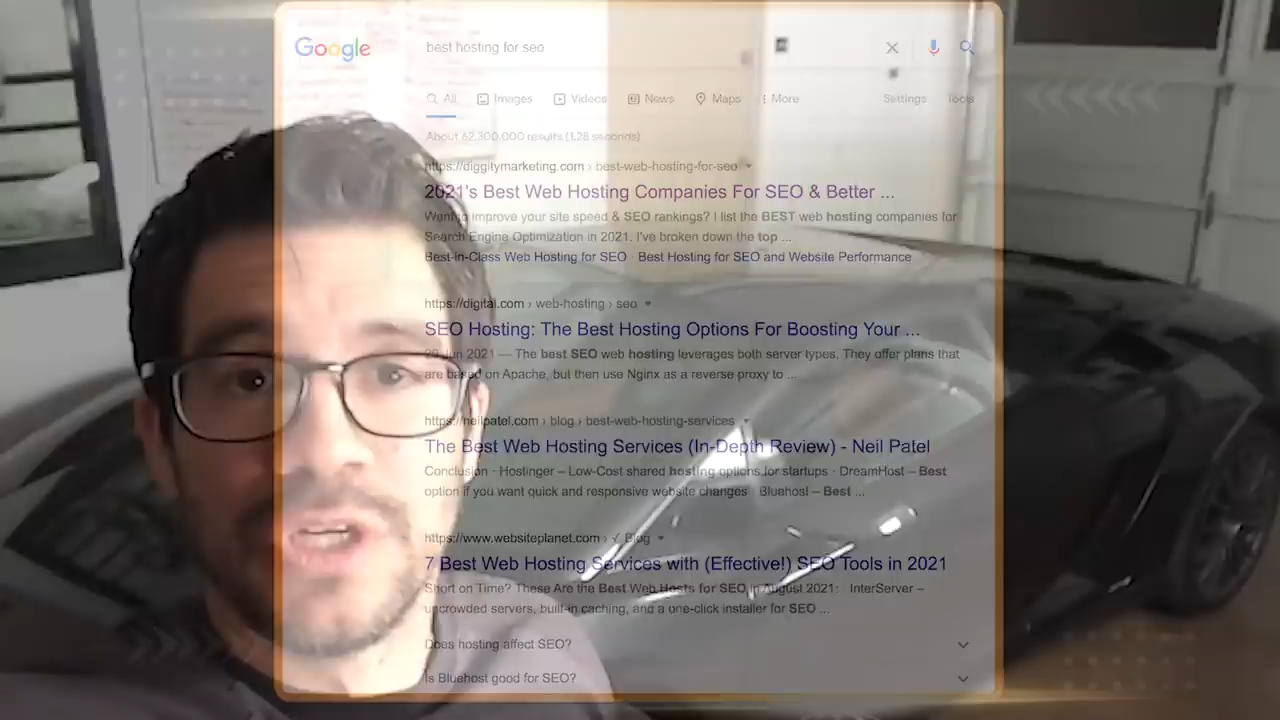 Google
best hosting for seo
All Images Videos News Maps More Settings Tools
About 62,300,000 results (1.28 seconds)
https://diggitymarketing.com › best-web-hosting-for-seo
2021's Best Web Hosting Companies For SEO & Better ...
Want to improve your site speed & SEO rankings? I list the BEST web hosting companies for
Search Engine Optimization in 2021. I've broken down the top ...
Best-in-Class Web Hosting for SEO · Best Hosting for SEO and Website Performance
https://digital.com › web-hosting › seo
SEO Hosting: The Best Hosting Options For Boosting Your ...
29 Jun 2021 — The best SEO web hosting leverages both server types. They offer plans that
are based on Apache, but then use Nginx as a reverse proxy to ...
https://neilpatel.com › blog › best-web-hosting-services
The Best Web Hosting Services (In-Depth Review) - Neil Patel
Conclusion · Hostinger – Low-Cost shared hosting options for startups · DreamHost – Best
option if you want quick and responsive website changes · Bluehost – Best ...
https://www.websiteplanet.com › √ Blog
7 Best Web Hosting Services with (Effective!) SEO Tools in 2021
Short on Time? These Are the Best Web Hosts for SEO in August 2021: InterServer –
uncrowded servers, built-in caching, and a one-click installer for SEO ...
Does hosting affect SEO?
Is Bluehost good for SEO?